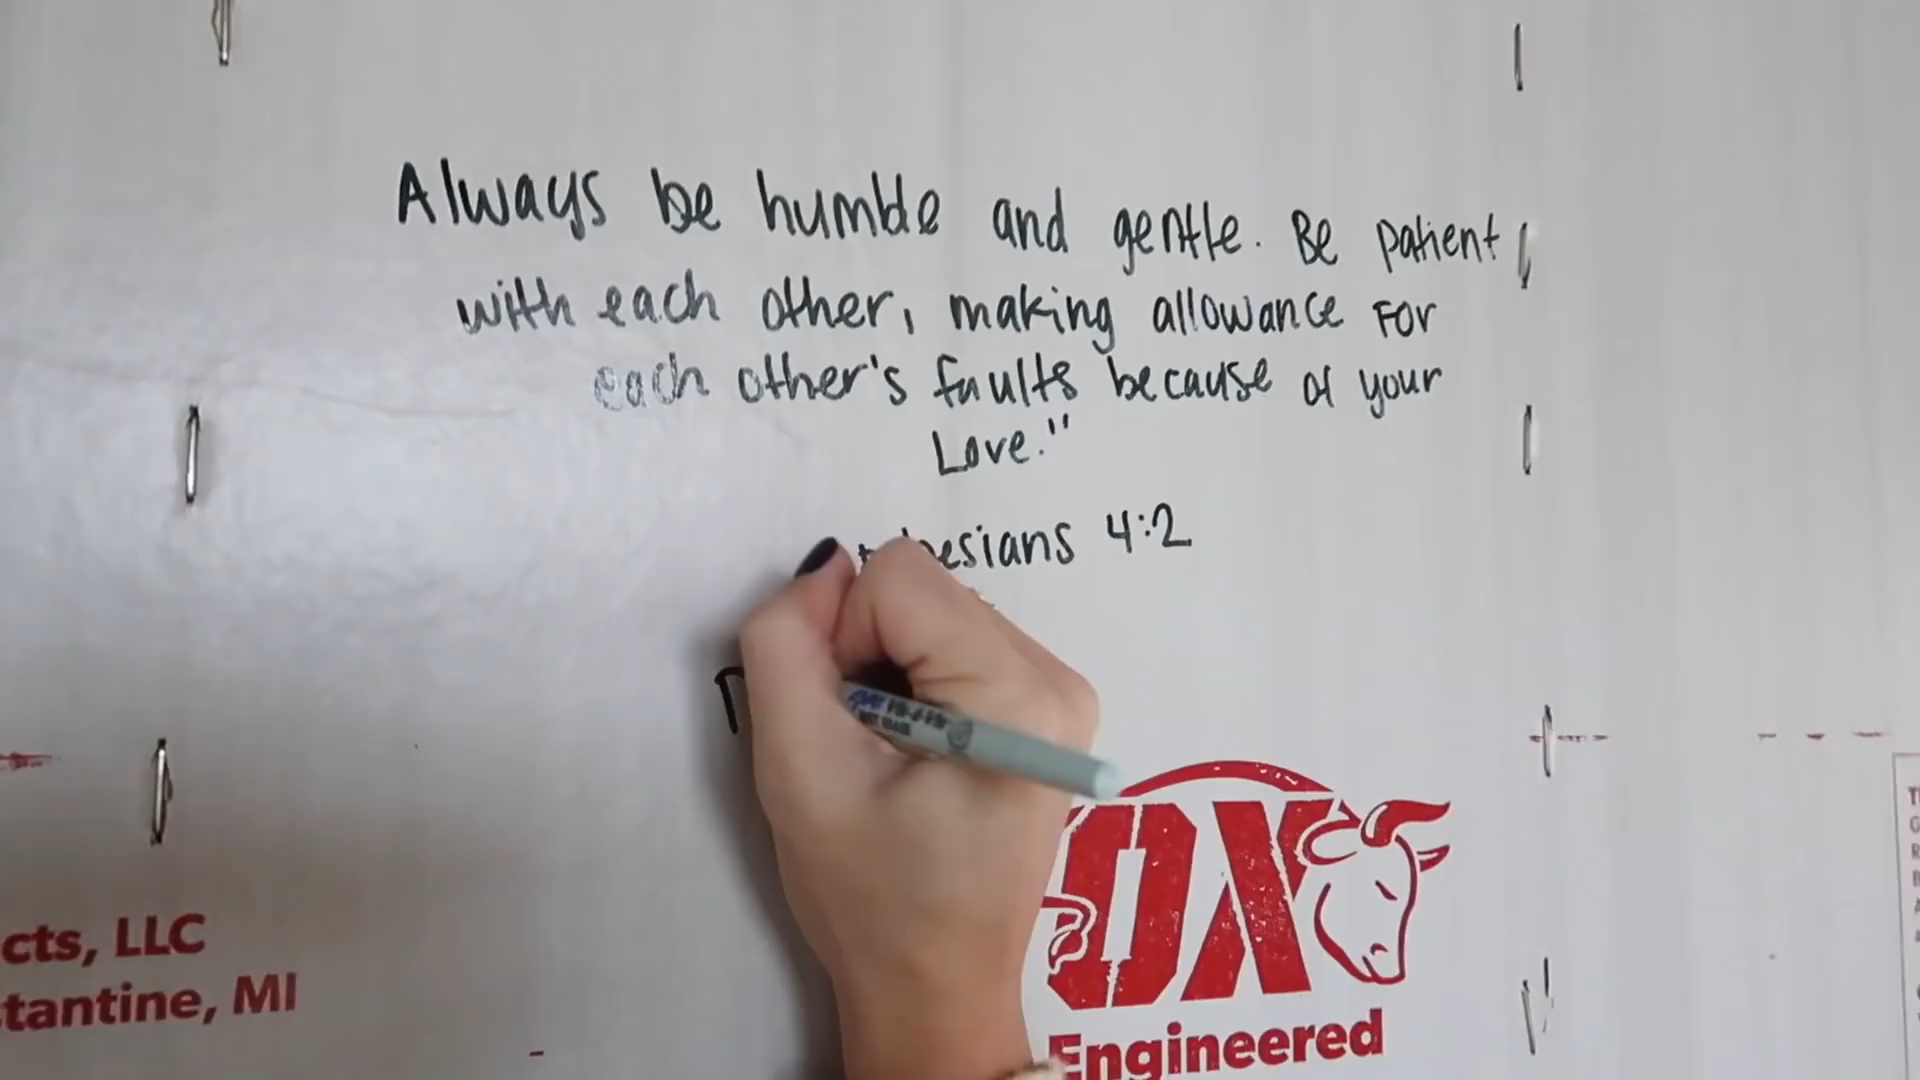 Always be humble and gentle. Be patient
with each other, making allowance for
each other's faults because of your
Love."
4:2
OX
Engineered
cts, LLC
stantine, MI